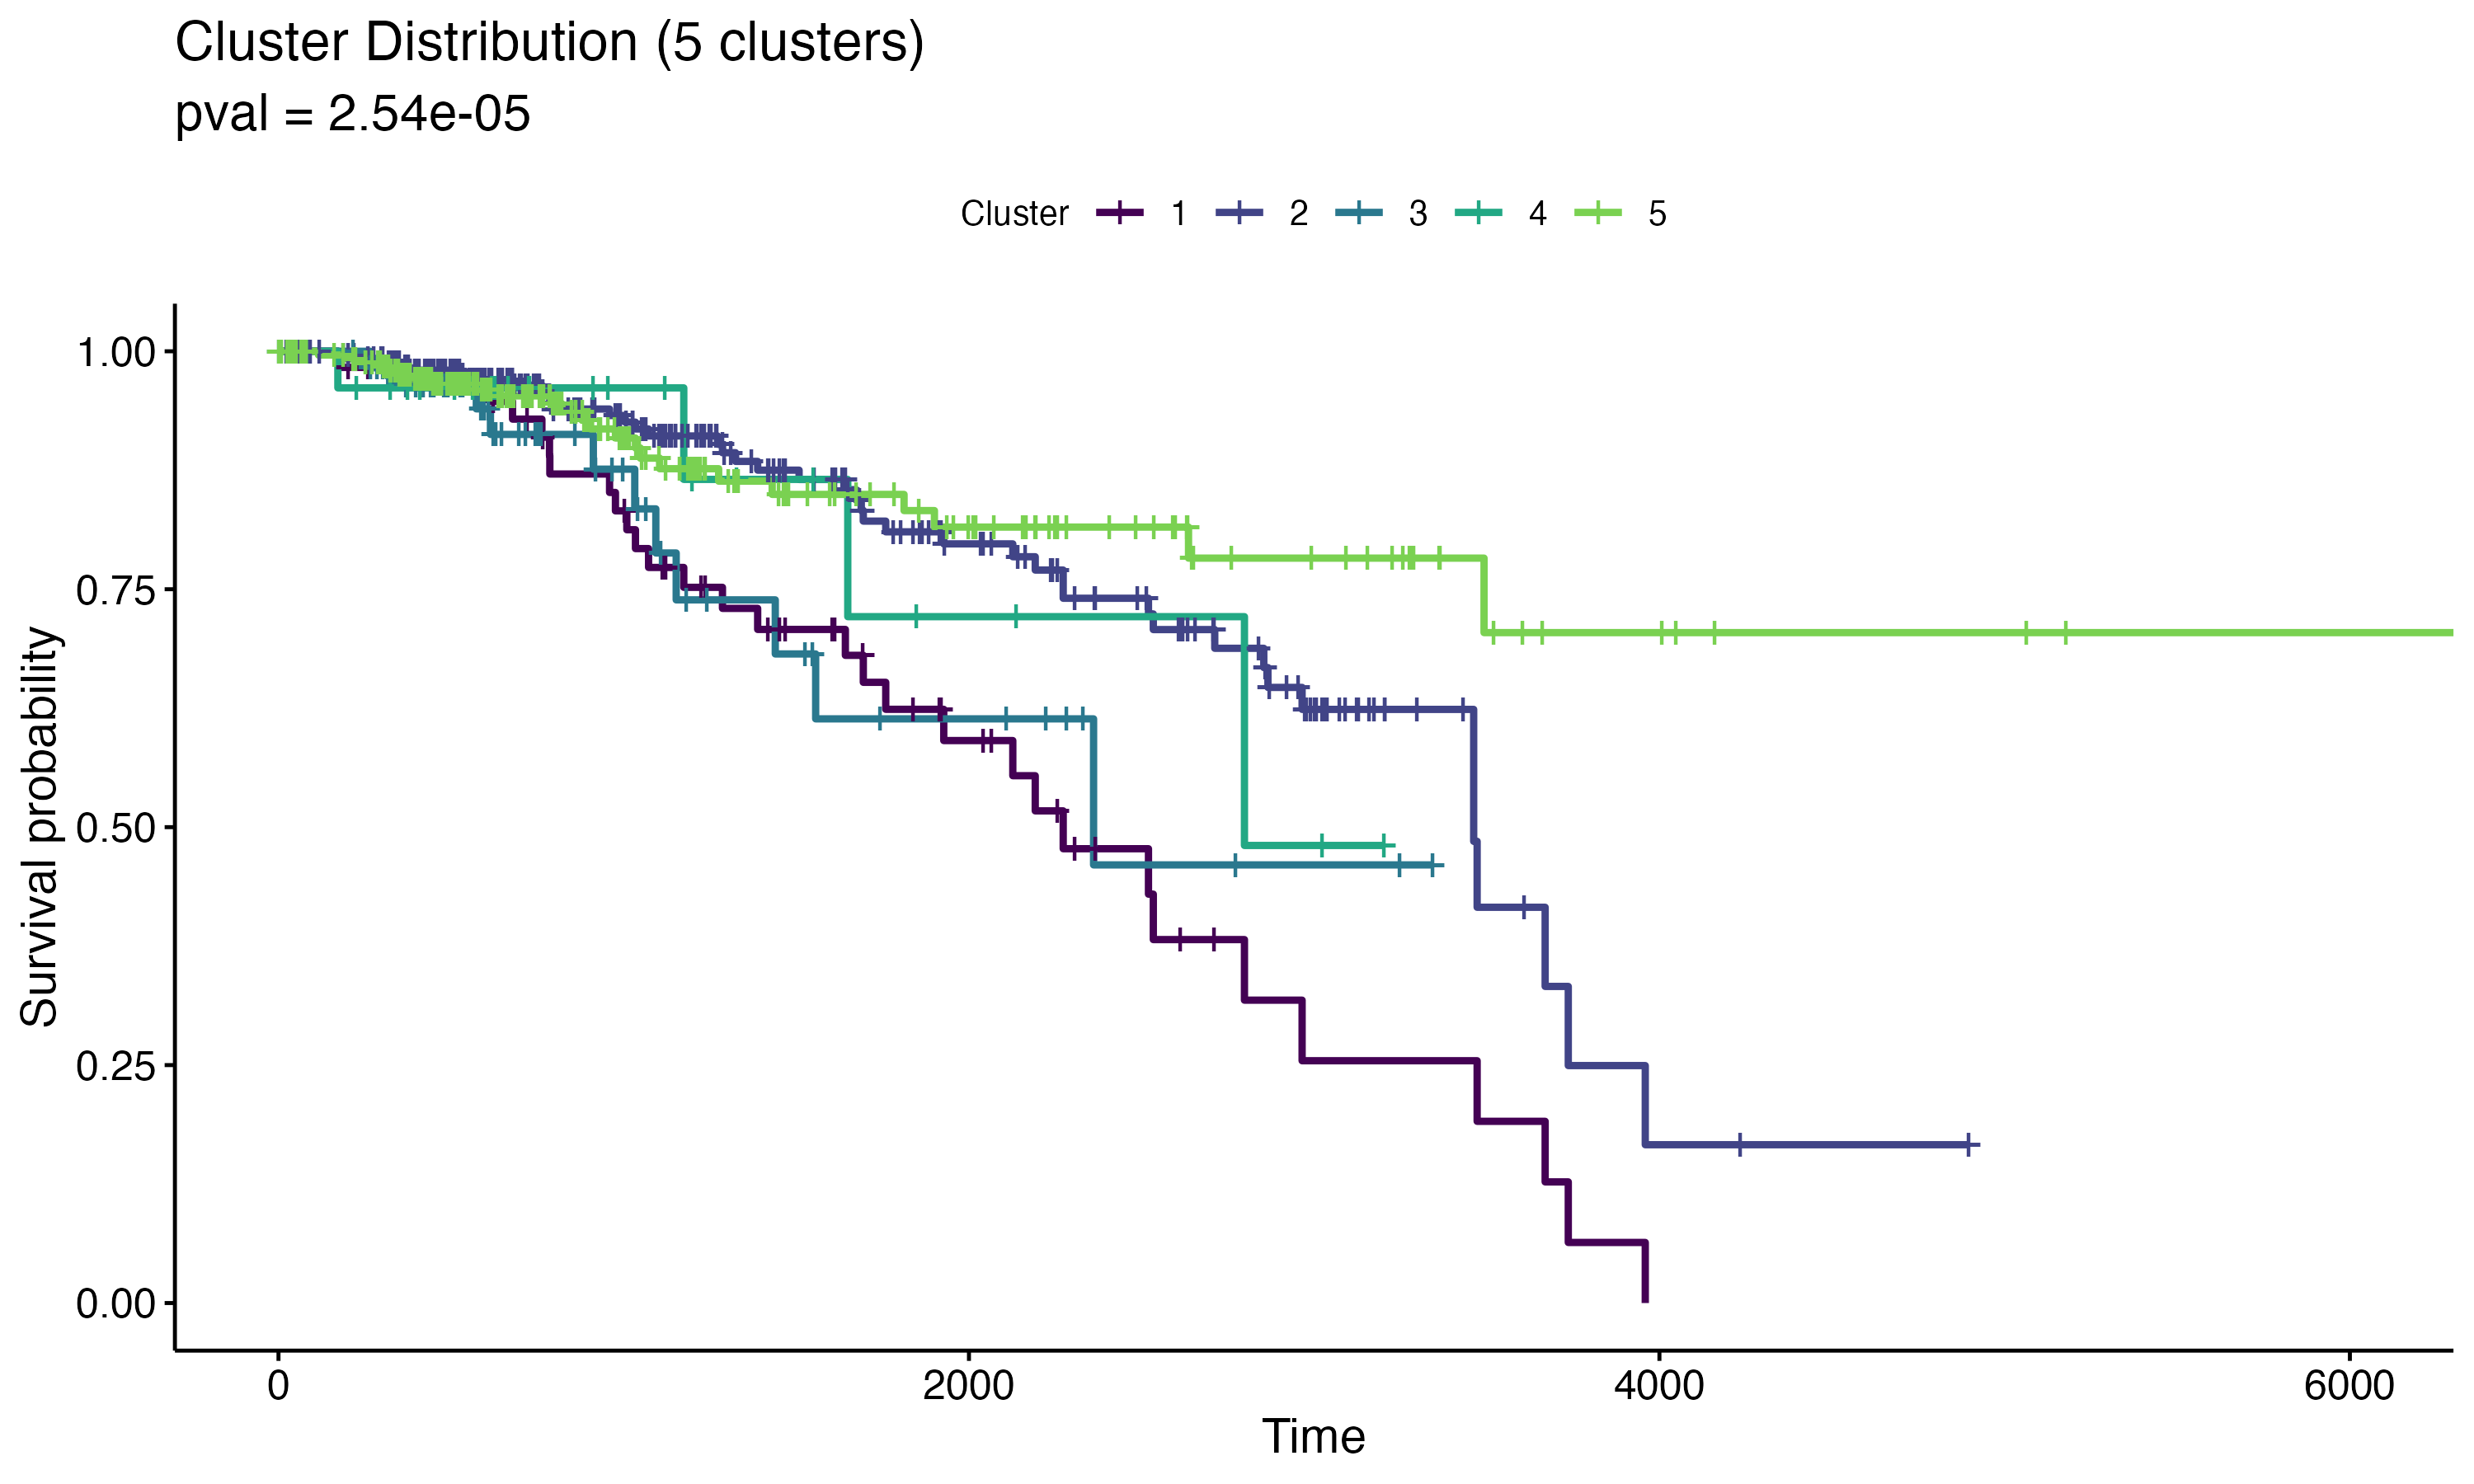 Cluster Distribution (5 clusters)
pval = 2.54e-05
Cluster 1 2 3 4 5
Survival probability
1.00
0.75
0.50
0.25
0.00
0 2000 4000 6000
Time